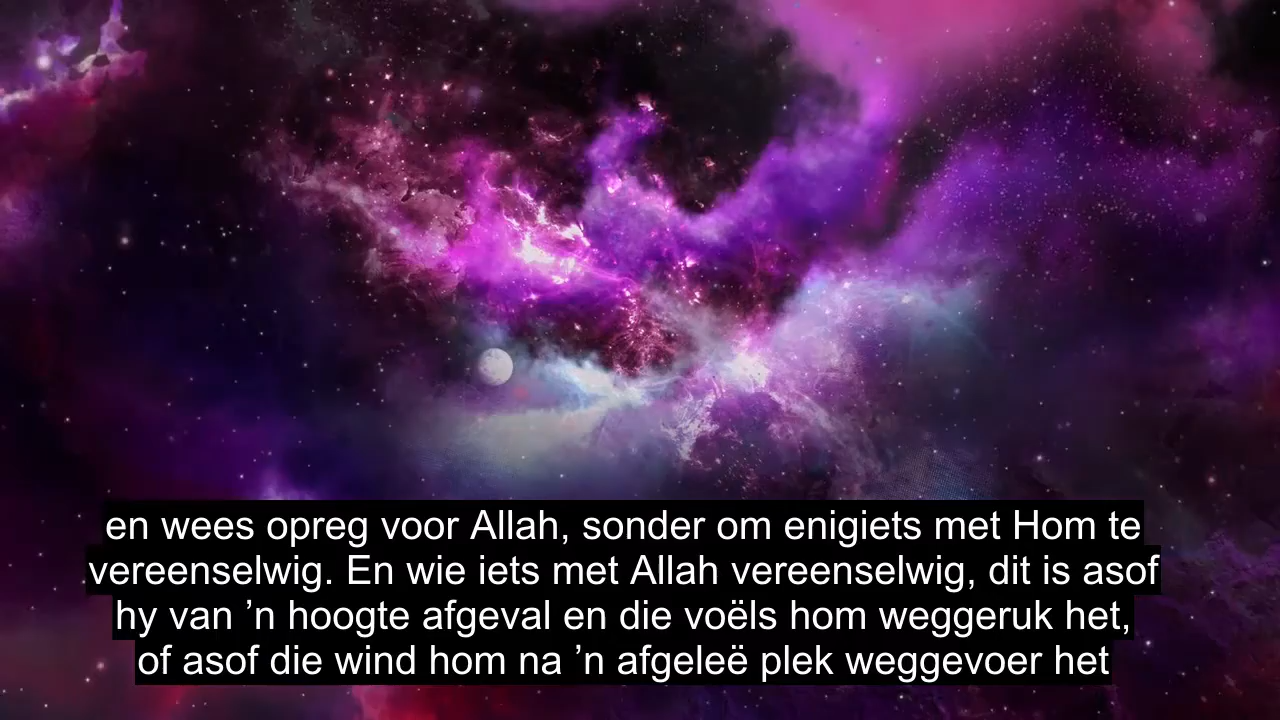 en wees opreg voor Allah, sonder om enigiets met Hom te
vereenselwig. En wie iets met Allah vereenselwig, dit is asof
hy van ’n hoogte afgeval en die voëls hom weggeruk het,
of asof die wind hom na ’n afgeleë plek weggevoer het